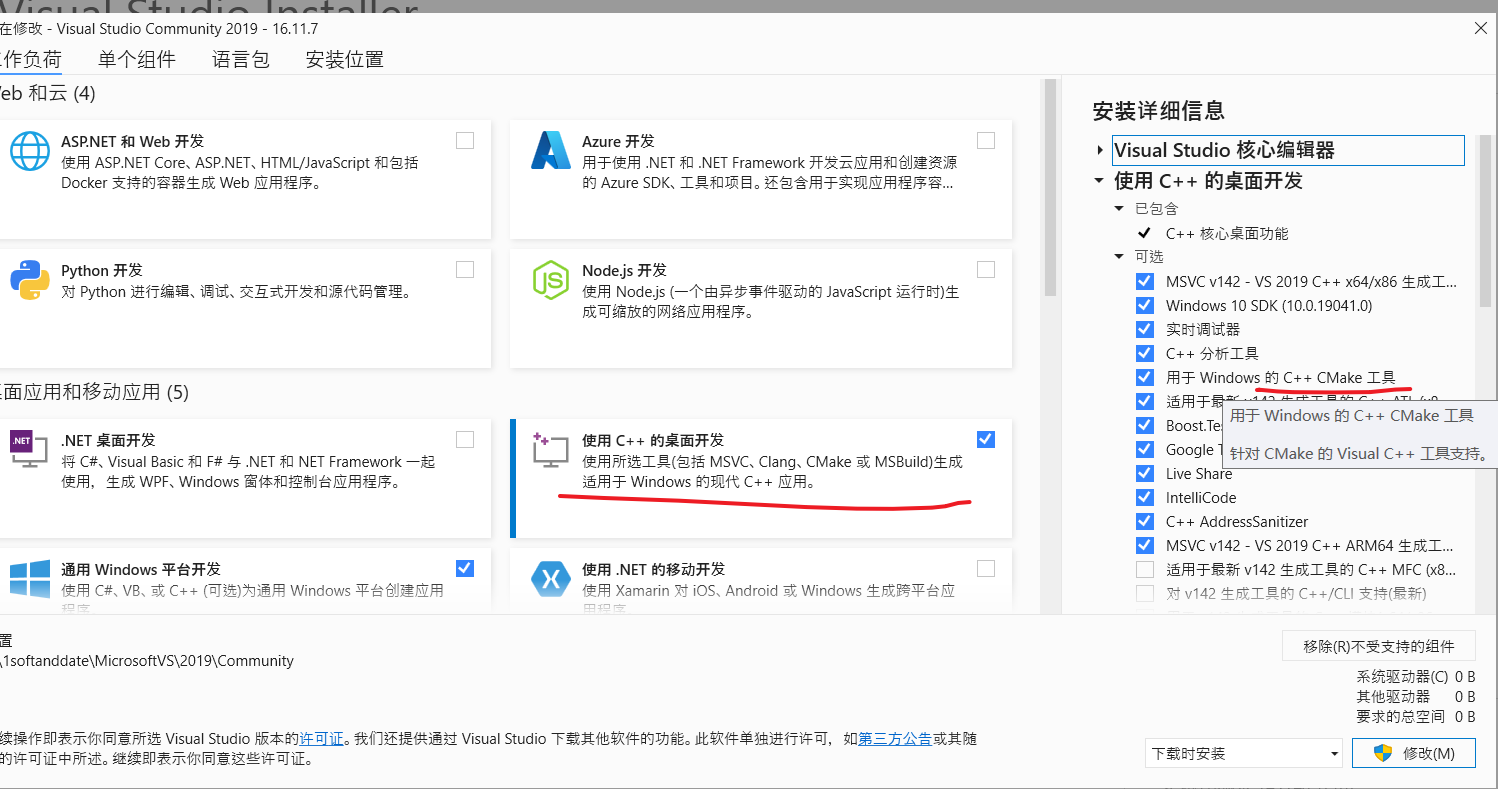 Visual Studio Installer
在修改 - Visual Studio Community 2019 - 16.11.7
工作负荷 单个组件 语言包 安装位置
Web 和云 (4)
ASP.NET 和 Web 开发
使用 ASP.NET Core、ASP.NET、HTML/JavaScript 和包括
Docker 支持的容器生成 Web 应用程序。
Azure 开发
用于使用 .NET 和 .NET Framework 开发云应用和创建资源
的 Azure SDK、工具和项目。还包含用于实现应用程序容...
Python 开发
对 Python 进行编辑、调试、交互式开发和源代码管理。
Node.js 开发
使用 Node.js (一个由异步事件驱动的 JavaScript 运行时)生
成可缩放的网络应用程序。
桌面应用和移动应用 (5)
.NET 桌面开发
将 C#、Visual Basic 和 F# 与 .NET 和 .NET Framework 一起
使用，生成 WPF、Windows 窗体和控制台应用程序。
使用 C++ 的桌面开发
使用所选工具(包括 MSVC、Clang、CMake 或 MSBuild)生成
适用于 Windows 的现代 C++ 应用。
通用 Windows 平台开发
使用 C#、VB、或 C++ (可选)为通用 Windows 平台创建应用
程序。
使用 .NET 的移动开发
使用 Xamarin 对 iOS、Android 或 Windows 生成跨平台应
用程序。
安装详细信息
Visual Studio 核心编辑器
使用 C++ 的桌面开发
已包含
C++ 核心桌面功能
可选
MSVC v142 - VS 2019 C++ x64/x86 生成工...
Windows 10 SDK (10.0.19041.0)
实时调试器
C++ 分析工具
用于 Windows 的 C++ CMake 工具
适用于最新 v142 生成工具的 C++ ATL (x8
Boost.Tes
Google T
用于 Windows 的 C++ CMake 工具
针对 CMake 的 Visual C++ 工具支持。
Live Share
IntelliCode
C++ AddressSanitizer
MSVC v142 - VS 2019 C++ ARM64 生成工...
适用于最新 v142 生成工具的 C++ MFC (x8...
对 v142 生成工具的 C++/CLI 支持(最新)
置
\1softanddate\MicrosoftVS\2019\Community
续操作即表示你同意所选 Visual Studio 版本的许可证。我们还提供通过 Visual Studio 下载其他软件的功能。此软件单独进行许可，如第三方公告或其随
的许可证中所述。继续即表示你同意这些许可证。
移除(R)不受支持的组件
系统驱动器(C) 0 B
其他驱动器 0 B
要求的总空间 0 B
下载时安装
修改(M)